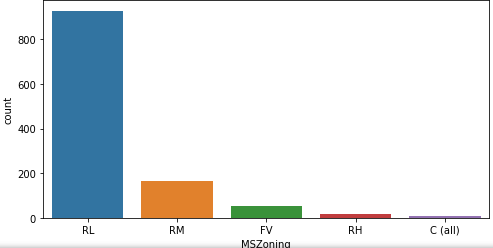 800
600
400
200
0
count
RL RM FV RH C (all)
MSZoning